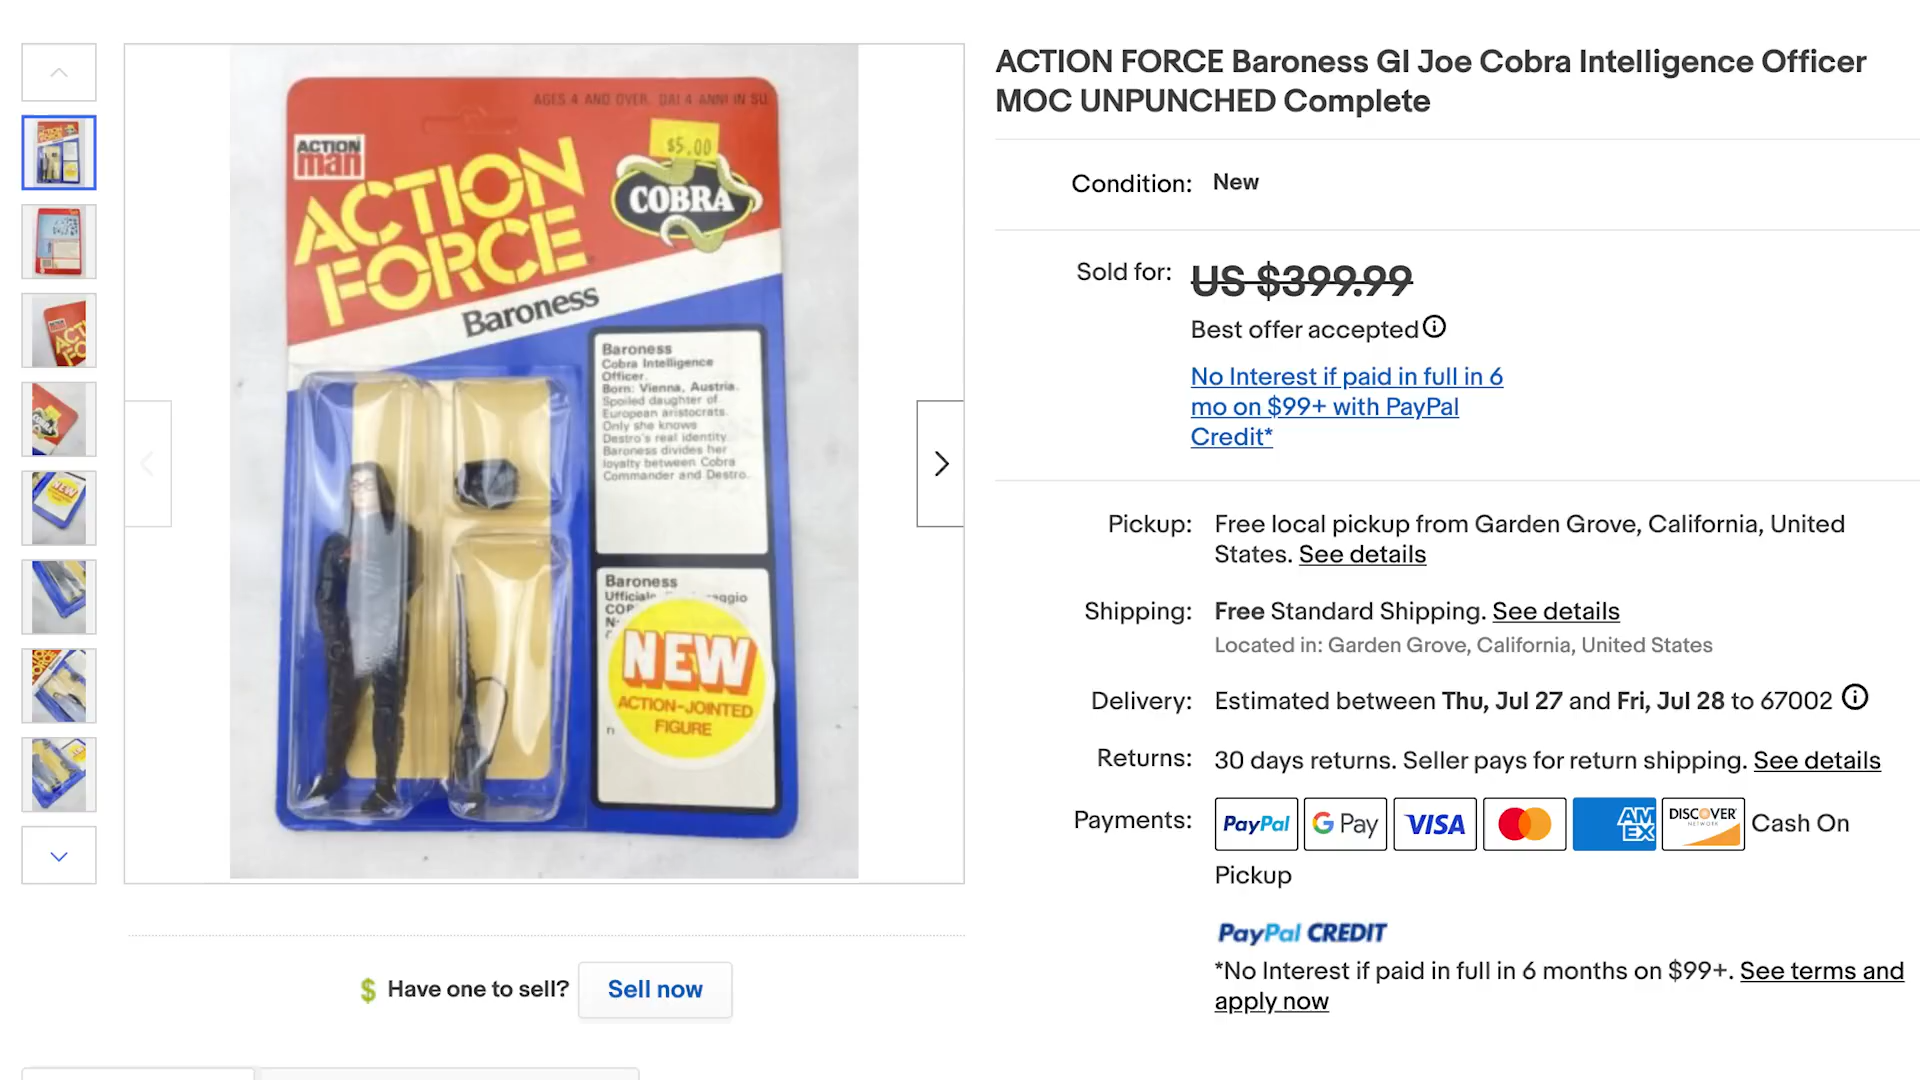 AGES 4 AND OVER. DAI 4 ANNI IN SU
ACTION
man
$5.00
ACTION
FORCE
COBRA
Baroness
Baroness
Cobra Intelligence
Officer.
Born: Vienna, Austria.
Spoiled daughter of
European aristocrats.
Only she knows
Destro's real identity.
Baroness divides her
loyalty between Cobra
Commander and Destro.
Baroness
NEW
ACTION-JOINTED
FIGURE
Have one to sell?
Sell now
ACTION FORCE Baroness GI Joe Cobra Intelligence Officer
MOC UNPUNCHED Complete
Condition: New
Sold for: US $399.99
Best offer accepted
No Interest if paid in full in 6
mo on $99+ with PayPal
Credit*
Pickup: Free local pickup from Garden Grove, California, United
States. See details
Shipping: Free Standard Shipping. See details
Located in: Garden Grove, California, United States
Delivery: Estimated between Thu, Jul 27 and Fri, Jul 28 to 67002
Returns: 30 days returns. Seller pays for return shipping. See details
Payments: PayPal G Pay VISA AM EX DISCOVER NETWORK Cash On
Pickup
PayPal CREDIT
*No Interest if paid in full in 6 months on $99+. See terms and
apply now